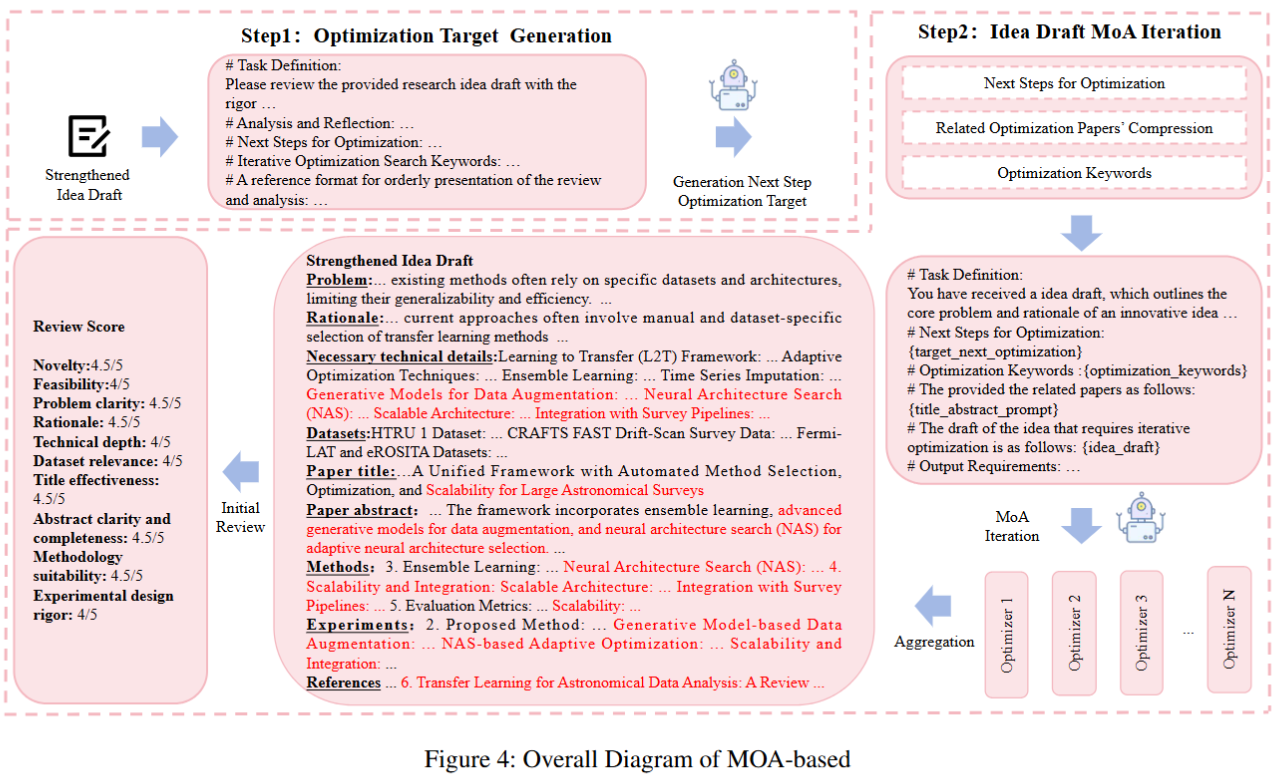 Step1: Optimization Target Generation
Strengthened
Idea Draft
# Task Definition:
Please review the provided research idea draft with the
rigor …
# Analysis and Reflection: …
# Next Steps for Optimization: …
# Iterative Optimization Search Keywords: …
# A reference format for orderly presentation of the review
and analysis: …
Generation Next Step
Optimization Target
Step2: Idea Draft MoA Iteration
Next Steps for Optimization
Related Optimization Papers' Compression
Optimization Keywords
# Task Definition:
You have received a idea draft, which outlines the
core problem and rationale of an innovative idea …
# Next Steps for Optimization:
{target_next_optimization}
# Optimization Keywords :{optimization_keywords}
# The provided the related papers as follows:
{title_abstract_prompt}
# The draft of the idea that requires iterative
optimization is as follows: {idea_draft}
# Output Requirements: …
MoA
Iteration
Optimizer 1
Optimizer 2
Optimizer 3
...
Optimizer N
Aggregation
Strengthened Idea Draft
Problem:… existing methods often rely on specific datasets and architectures,
limiting their generalizability and efficiency. …
Rationale:… current approaches often involve manual and dataset-specific
selection of transfer learning methods …
Necessary technical details:Learning to Transfer (L2T) Framework: … Adaptive
Optimization Techniques: … Ensemble Learning: … Time Series Imputation: …
Generative Models for Data Augmentation: … Neural Architecture Search
(NAS): … Scalable Architecture: … Integration with Survey Pipelines: …
Datasets:HTRU 1 Dataset: … CRAFTS FAST Drift-Scan Survey Data: … Fermi-
LAT and eROSITA Datasets: …
Paper title:…A Unified Framework with Automated Method Selection,
Optimization, and Scalability for Large Astronomical Surveys
Paper abstract: … The framework incorporates ensemble learning, advanced
generative models for data augmentation, and neural architecture search (NAS) for
adaptive neural architecture selection. …
Methods: 3. Ensemble Learning: … Neural Architecture Search (NAS): … 4.
Scalability and Integration: Scalable Architecture: … Integration with Survey
Pipelines: … 5. Evaluation Metrics: … Scalability: …
Experiments: 2. Proposed Method: … Generative Model-based Data
Augmentation: … NAS-based Adaptive Optimization: … Scalability and
Integration: …
References … 6. Transfer Learning for Astronomical Data Analysis: A Review …
Initial
Review
Review Score
Novelty:4.5/5
Feasibility:4/5
Problem clarity: 4.5/5
Rationale: 4.5/5
Technical depth: 4/5
Dataset relevance: 4/5
Title effectiveness:
4.5/5
Abstract clarity and
completeness: 4.5/5
Methodology
suitability: 4.5/5
Experimental design
rigor: 4/5
Figure 4: Overall Diagram of MOA-based